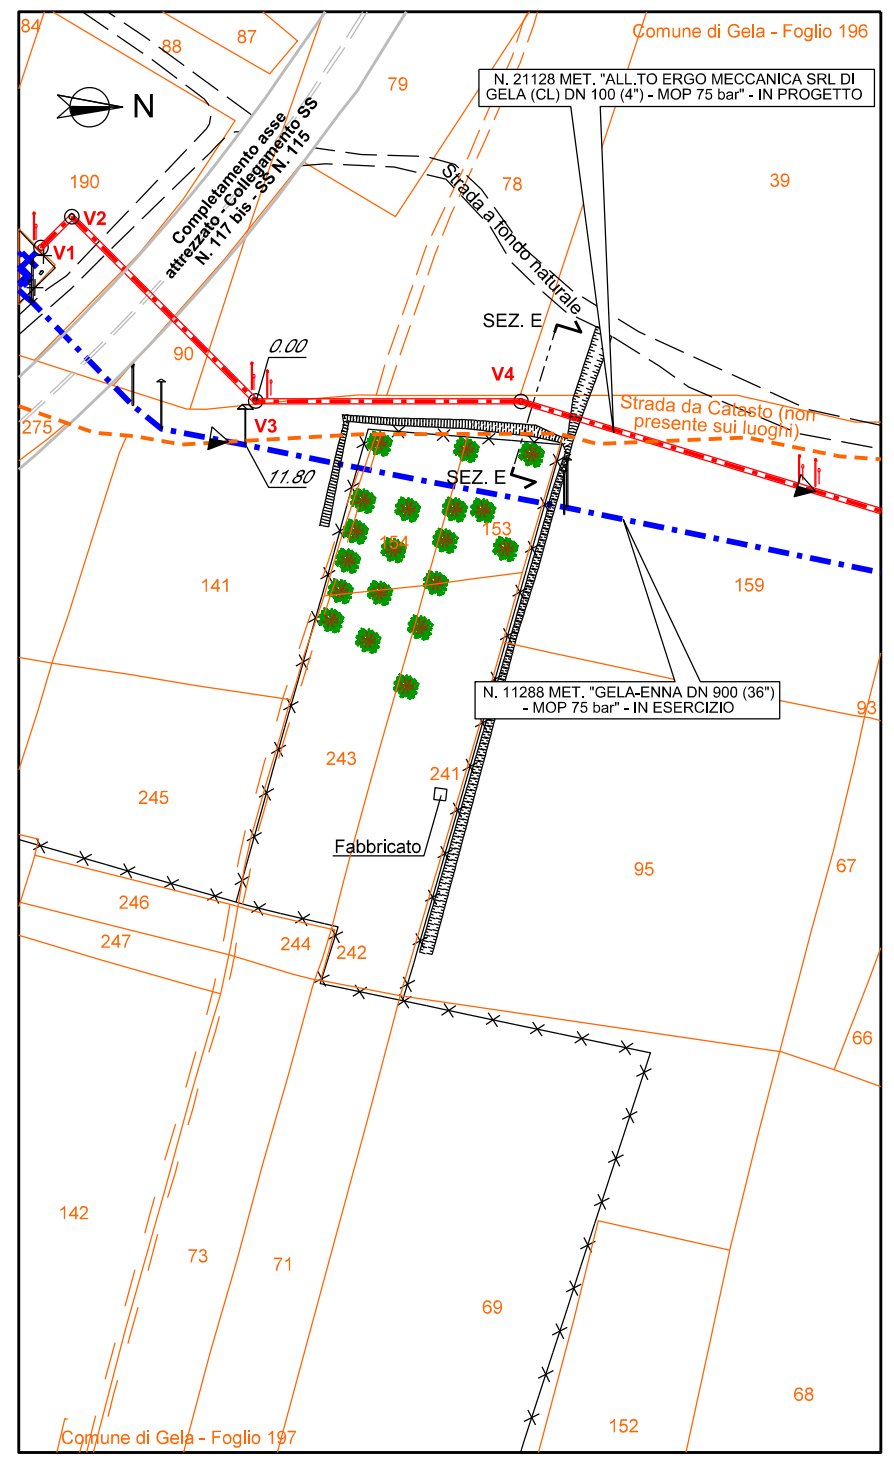 84
88
87
Comune di Gela - Foglio 196
79
N. 21128 MET. "ALL.TO ERGO MECCANICA SRL DI
GELA (CL) DN 100 (4") - MOP 75 bar" - IN PROGETTO
N
Completamento asse
attrezzato - Collegamento SS
N. 117 bis - SS N. 115
190
78
39
Strada a fondo naturale
V2
V1
SEZ. E
90
0.00
V4
275
V3
Strada da Catasto (non
presente sui luoghi)
11.80
SEZ. E
153
154
141
159
N. 11288 MET. "GELA-ENNA DN 900 (36")
- MOP 75 bar" - IN ESERCIZIO
93
243
241
245
Fabbricato
95
67
246
247
244
242
66
142
73
71
69
68
152
Comune di Gela - Foglio 197